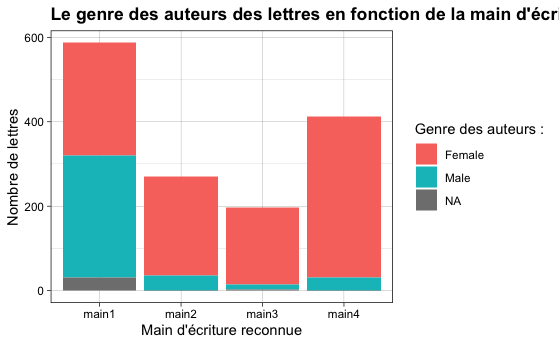 Le genre des auteurs des lettres en fonction de la main d'écri
600
400
200
0
Nombre de lettres
main1 main2 main3 main4
Main d'écriture reconnue
Genre des auteurs :
Female
Male
NA